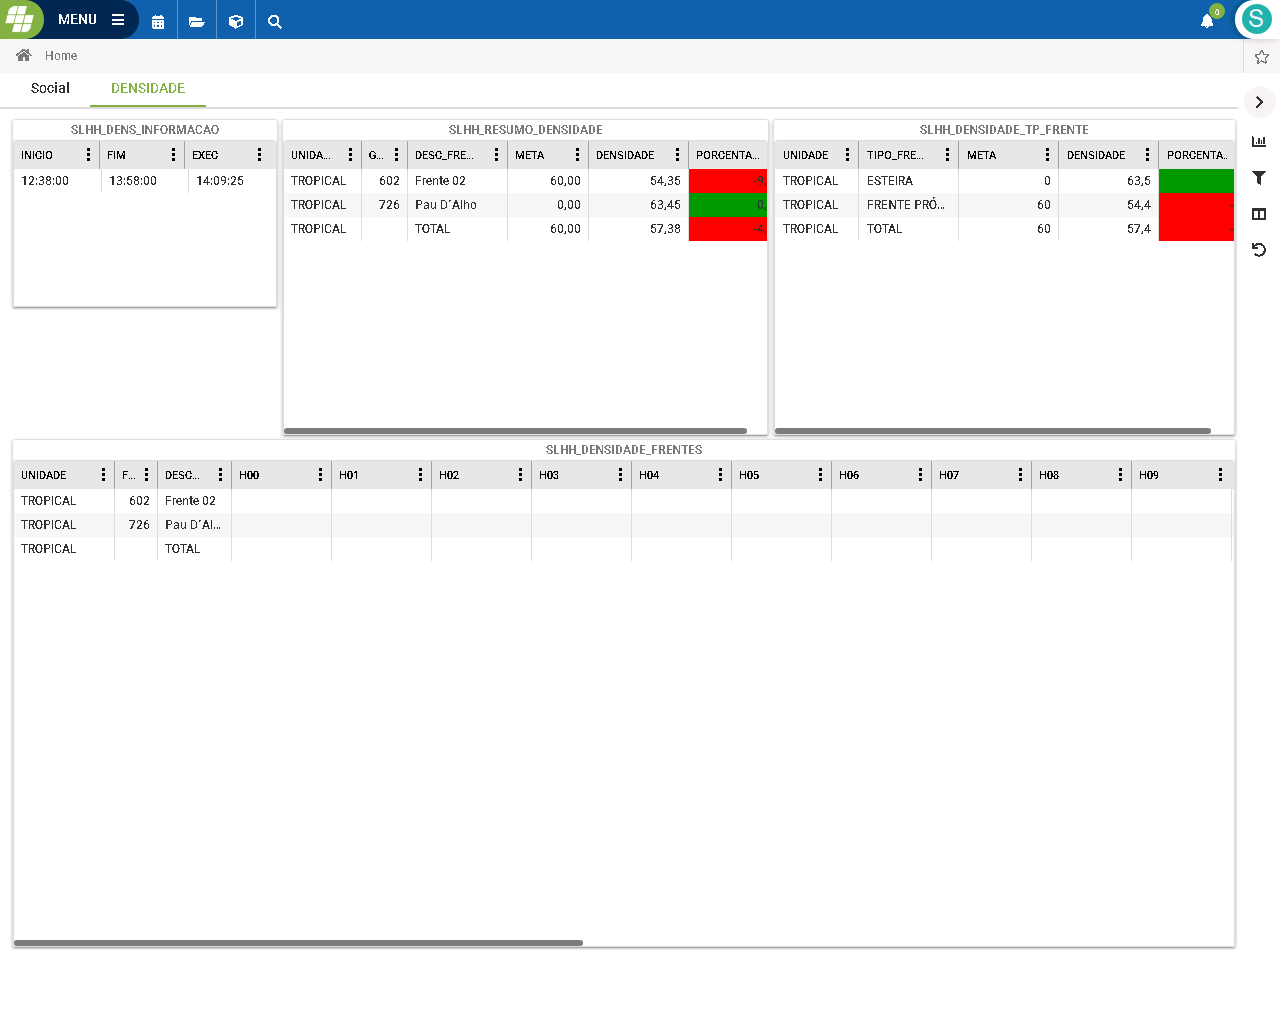 MENU
0
S
Home
Social DENSIDADE
SLHH_DENS_INFORMACAO
INICIO FIM EXEC
12:38:00 13:58:00 14:09:25
SLHH_RESUMO_DENSIDADE
UNIDA... G... DESC_FRE... META DENSIDADE PORCENTA...
TROPICAL 602 Frente 02 60,00 54,35 -9
TROPICAL 726 Pau D´Alho 0,00 63,45 0,
TROPICAL TOTAL 60,00 57,38 -4
SLHH_DENSIDADE_TP_FRENTE
UNIDADE TIPO_FRE... META DENSIDADE PORCENTA...
TROPICAL ESTEIRA 0 63,5
TROPICAL FRENTE PRÓ... 60 54,4
TROPICAL TOTAL 60 57,4
SLHH_DENSIDADE_FRENTES
UNIDADE F... DESC... H00 H01 H02 H03 H04 H05 H06 H07 H08 H09
TROPICAL 602 Frente 02
TROPICAL 726 Pau D´Al...
TROPICAL TOTAL